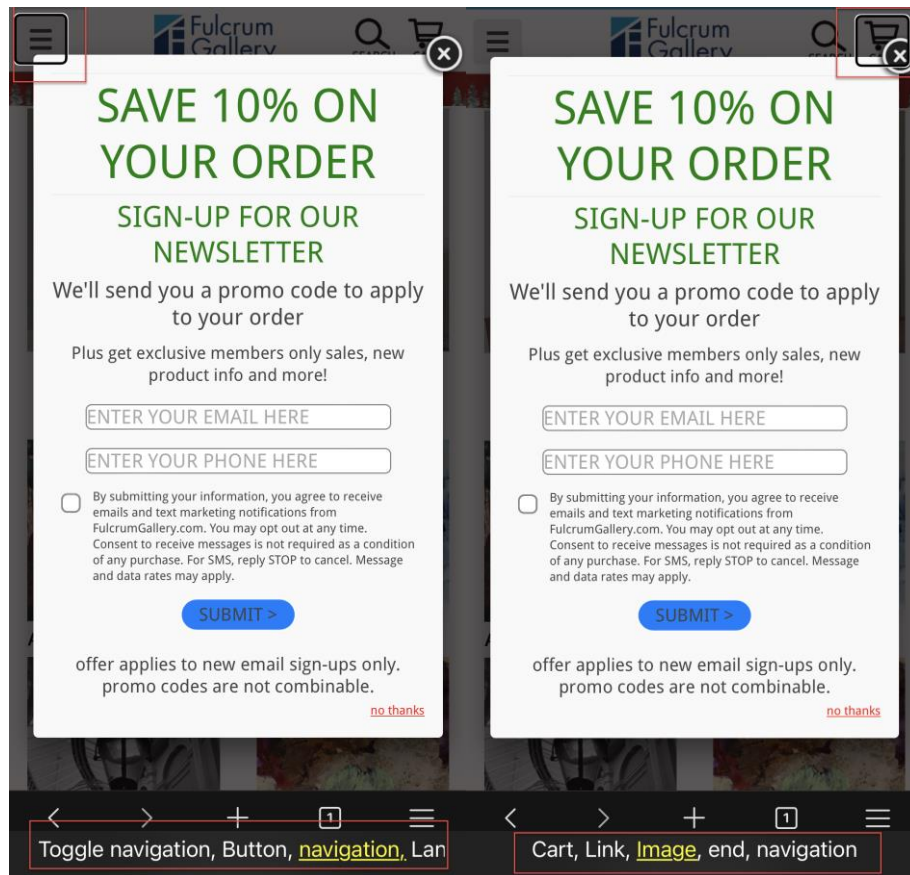 Fulcrum
Gallery
SEARCH
SAVE 10% ON
YOUR ORDER
SIGN-UP FOR OUR
NEWSLETTER
We'll send you a promo code to apply
to your order
Plus get exclusive members only sales, new
product info and more!
ENTER YOUR EMAIL HERE
ENTER YOUR PHONE HERE
By submitting your information, you agree to receive
emails and text marketing notifications from
FulcrumGallery.com. You may opt out at any time.
Consent to receive messages is not required as a condition
of any purchase. For SMS, reply STOP to cancel. Message
and data rates may apply.
SUBMIT >
offer applies to new email sign-ups only.
promo codes are not combinable.
no thanks
1
Toggle navigation, Button, navigation, Lan
Fulcrum
Gallery
SAVE 10% ON
YOUR ORDER
SIGN-UP FOR OUR
NEWSLETTER
We'll send you a promo code to apply
to your order
Plus get exclusive members only sales, new
product info and more!
ENTER YOUR EMAIL HERE
ENTER YOUR PHONE HERE
By submitting your information, you agree to receive
emails and text marketing notifications from
FulcrumGallery.com. You may opt out at any time.
Consent to receive messages is not required as a condition
of any purchase. For SMS, reply STOP to cancel. Message
and data rates may apply.
SUBMIT >
offer applies to new email sign-ups only.
promo codes are not combinable.
no thanks
1
Cart, Link, Image, end, navigation